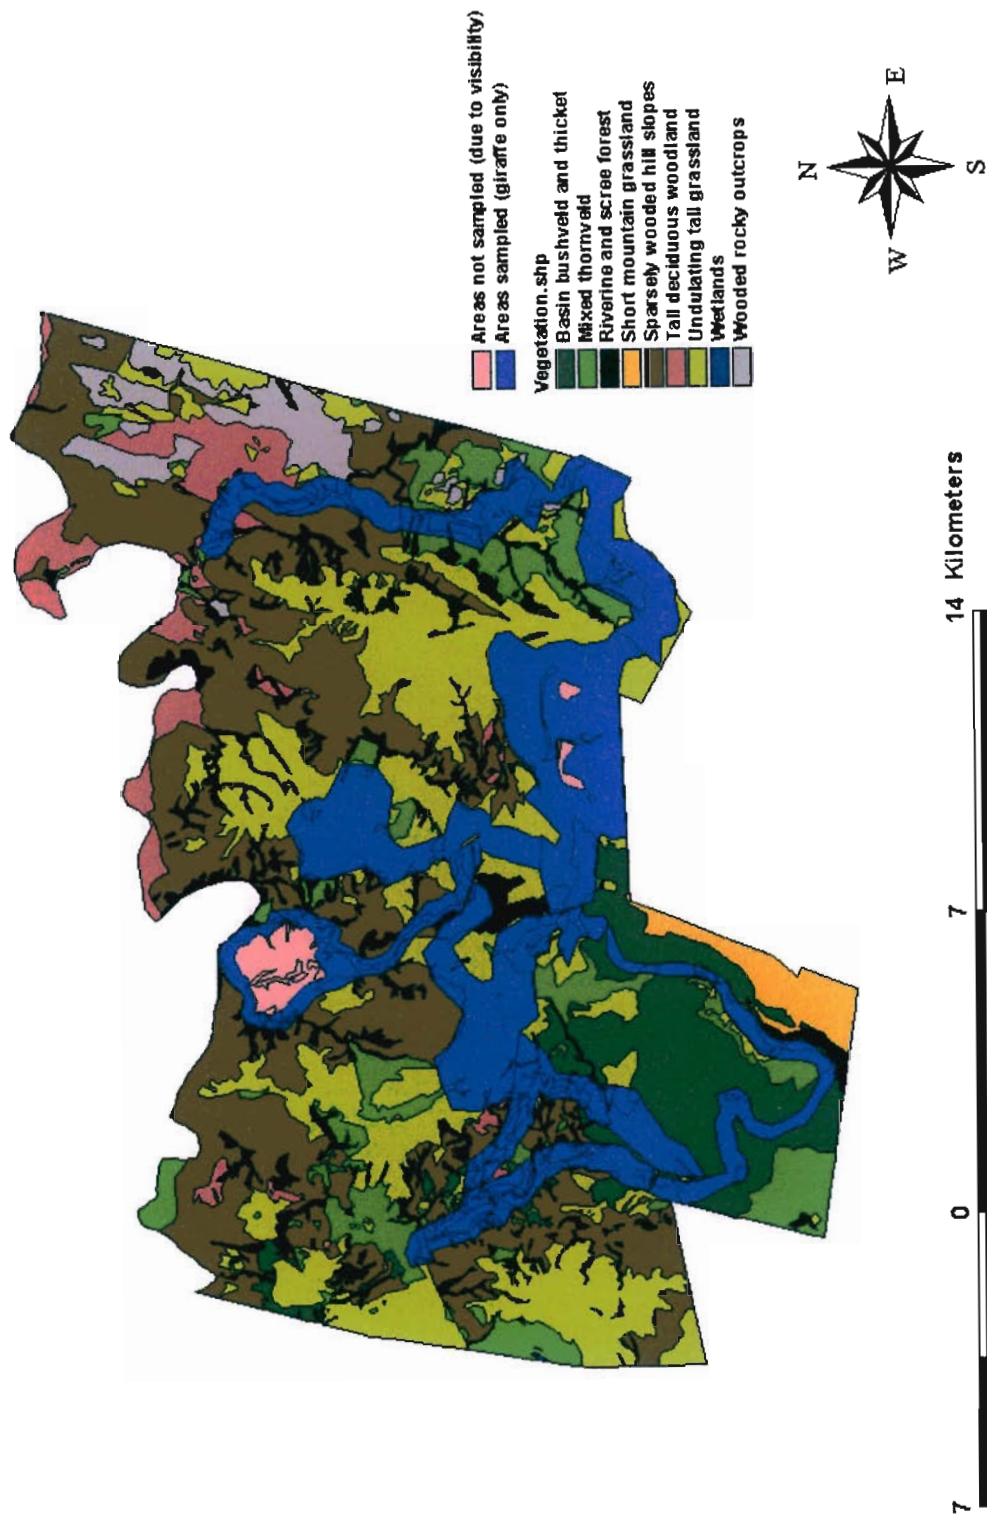 Areas not sampled (due to visibility)
Areas sampled (giraffe only)
Vegetation.shp
Basin bushveld and thicket
Mixed thornveld
Riverine and scree forest
Short mountain grassland
Sparsely wooded hill slopes
Tall deciduous woodland
Undulating tall grassland
Wetlands
Wooded rocky outcrops
N
W
E
S
7
0
7
14 Kilometers